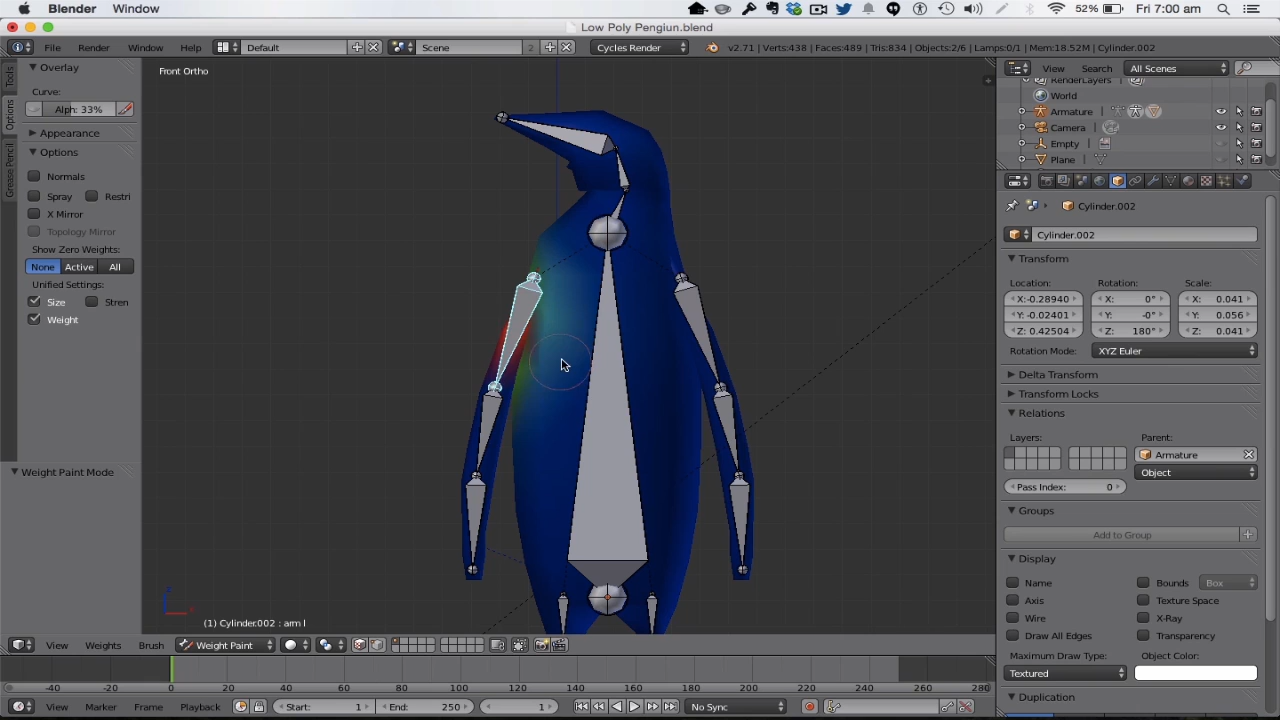 Blender Window 52% Fri 7:00 am
Low Poly Pengiun.blend
File Render Window Help Default Scene 2 Cycles Render v2.71 | Verts:438 | Faces:489 | Tris:834 | Objects:2/6 | Lamps:0/1 | Mem:18.52M | Cylinder.002
Overlay
Curve:
Alph: 33%
Appearance
Options
Normals
Spray Restri
X Mirror
Topology Mirror
Show Zero Weights:
None Active All
Unified Settings:
Size Stren
Weight
Weight Paint Mode
Tools
Options
Grease Pencil
Front Ortho
(1) Cylinder.002 : arm l
View Weights Brush Weight Paint
-40 -20 0 20 40 60 80 100 120 140 160 180 200 220 240 260 280
View Marker Frame Playback Start: 1 End: 250 1 No Sync
View Search All Scenes
RenderLayers
World
Armature
Camera
Empty
Plane
Cylinder.002
Cylinder.002
Transform
Location: Rotation: Scale:
X:-0.28940 X: 0° X: 0.041
Y:-0.02401 Y: -0° Y: 0.056
Z: 0.42504 Z: 180° Z: 0.041
Rotation Mode: XYZ Euler
Delta Transform
Transform Locks
Relations
Layers: Parent:
Armature
Object
Pass Index: 0
Groups
Add to Group
Display
Name Bounds Box
Axis Texture Space
Wire X-Ray
Draw All Edges Transparency
Maximum Draw Type: Object Color:
Textured
Duplication